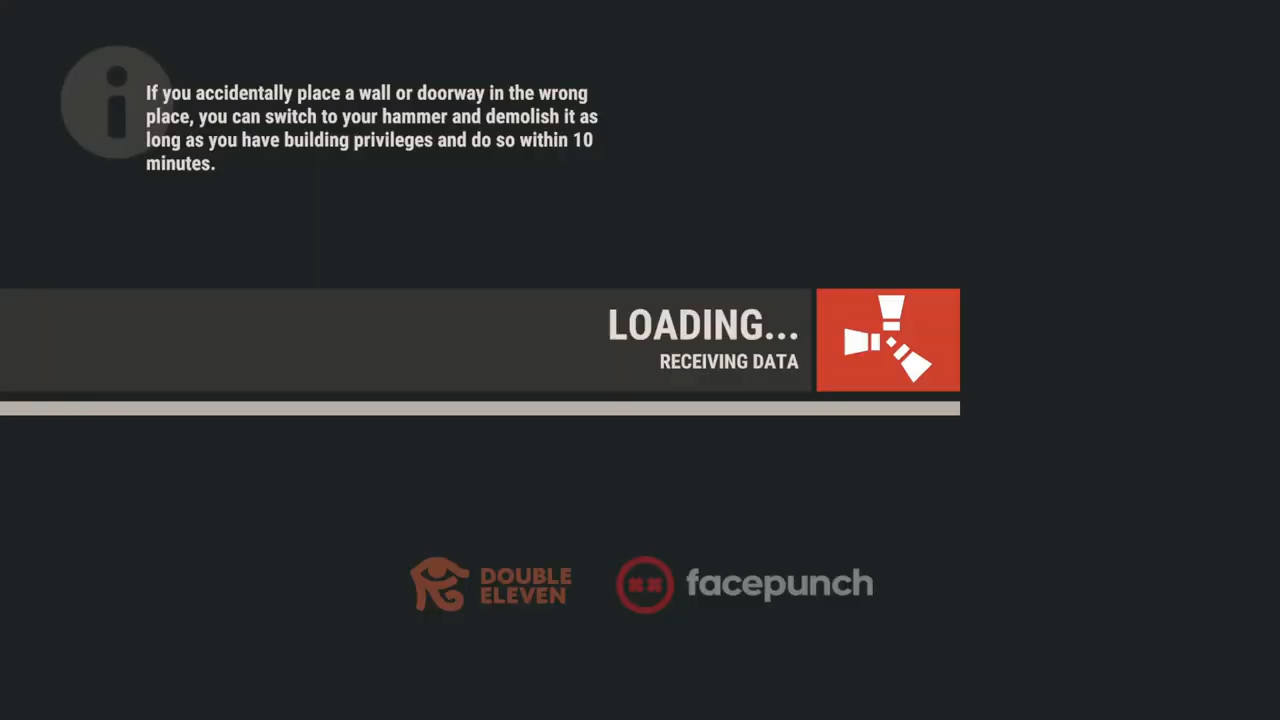 If you accidentally place a wall or doorway in the wrong
place, you can switch to your hammer and demolish it as
long as you have building privileges and do so within 10
minutes.
LOADING...
RECEIVING DATA
DOUBLE
ELEVEN
facepunch